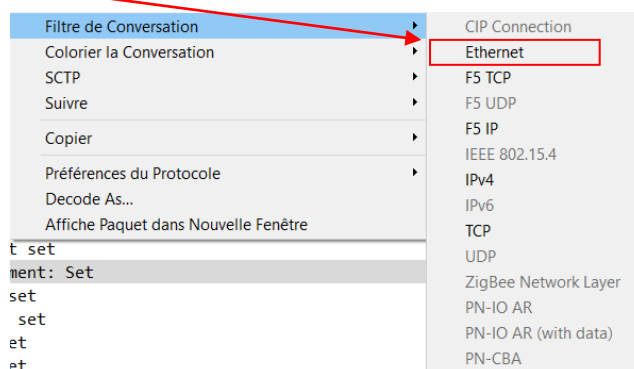 Filtre de Conversation
Colorier la Conversation
SCTP
Suivre
Copier
Préférences du Protocole
Decode As...
Affiche Paquet dans Nouvelle Fenêtre
t set
ment: Set
set
set
et
et
CIP Connection
Ethernet
F5 TCP
F5 UDP
F5 IP
IEEE 802.15.4
IPv4
IPv6
TCP
UDP
ZigBee Network Layer
PN-IO AR
PN-IO AR (with data)
PN-CBA